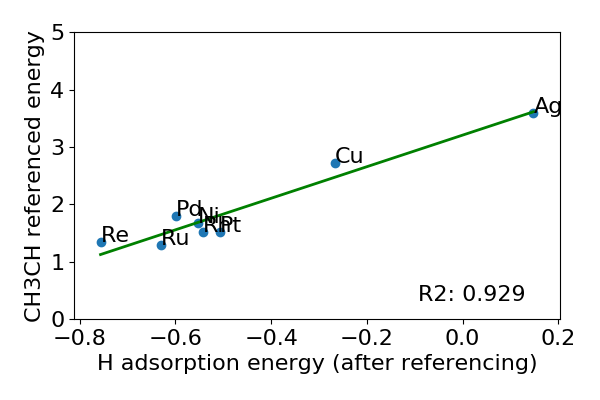 CH3CH referenced energy
5
4
3
2
1
0
Ag
Cu
Pd
Ni
Rh
Pt
Re
Ru
R2: 0.929
−0.8 −0.6 −0.4 −0.2 0.0 0.2
H adsorption energy (after referencing)